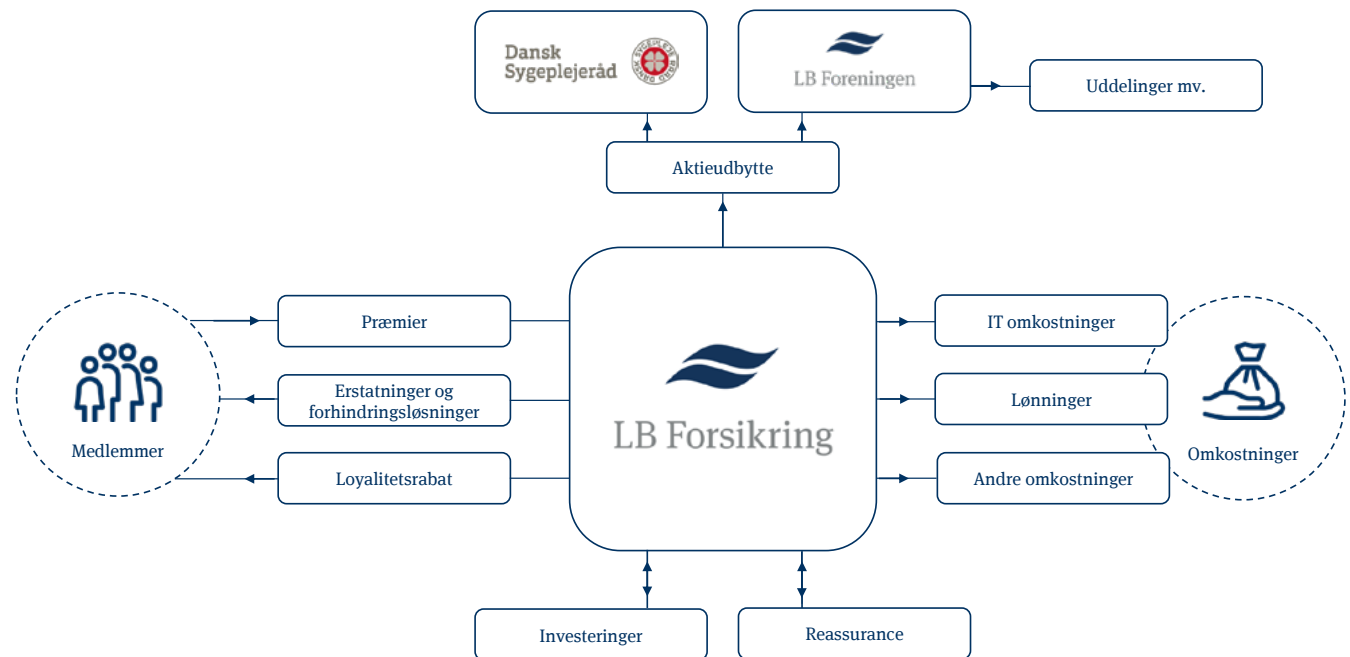 Dansk
Sygeplejeråd
LB Foreningen
Uddelinger mv.
Aktieudbytte
Præmier
IT omkostninger
Erstatninger og
forhindringsløsninger
Lønninger
LB Forsikring
Medlemmer
Omkostninger
Loyalitetsrabat
Andre omkostninger
Investeringer
Reassurance